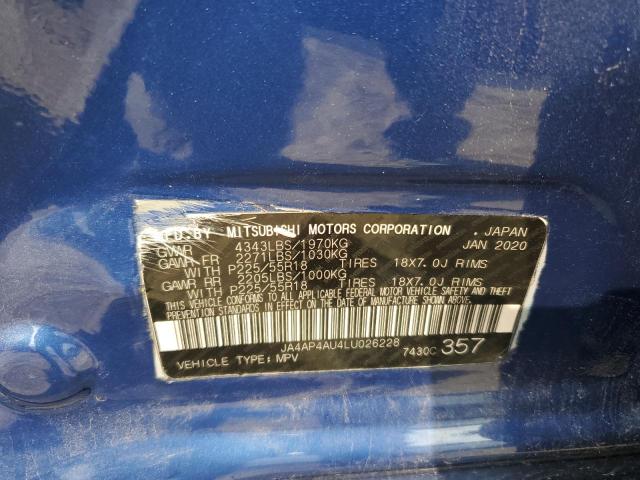 FD.BY MITSUBISHI MOTORS CORPORATION , JAPAN
GVWR 4343LBS/1970KG JAN 2020
GAWR FR 2271LBS/1030KG
WITH P225/55R18 TIRES 18X7.0J RIMS
GAWR RR 2205LBS/1000KG
WITH P225/55R18 TIRES 18X7.0J RIMS
THIS VEHICLE CONFORMS TO ALL APPLICABLE FEDERAL MOTOR VEHICLE SAFETY AND THEFT
PREVENTION STANDARDS IN EFFECT ON THE DATE OF MANUFACTURE SHOWN ABOVE.
JA4AP4AU4LU026228
VEHICLE TYPE: MPV 7430C 357